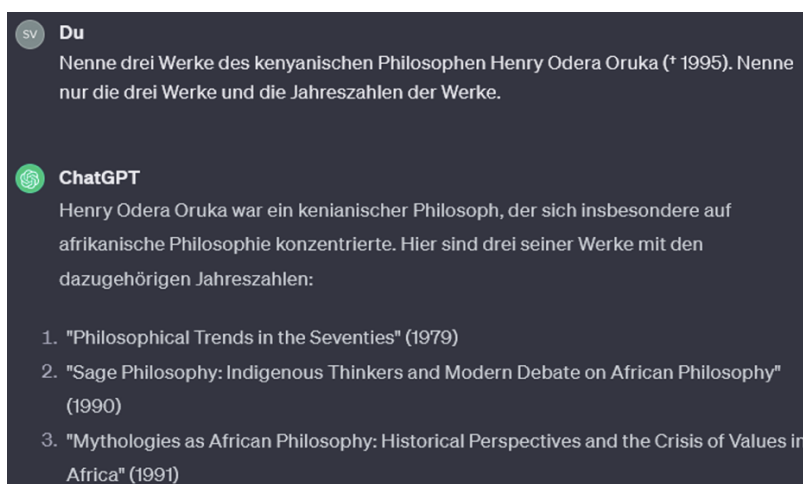 SV Du
Nenne drei Werke des kenyanischen Philosophen Henry Odera Oruka († 1995). Nenne
nur die drei Werke und die Jahreszahlen der Werke.
ChatGPT
Henry Odera Oruka war ein kenianischer Philosoph, der sich insbesondere auf
afrikanische Philosophie konzentrierte. Hier sind drei seiner Werke mit den
dazugehörigen Jahreszahlen:
1. "Philosophical Trends in the Seventies" (1979)
2. "Sage Philosophy: Indigenous Thinkers and Modern Debate on African Philosophy"
(1990)
3. "Mythologies as African Philosophy: Historical Perspectives and the Crisis of Values in
Africa" (1991)